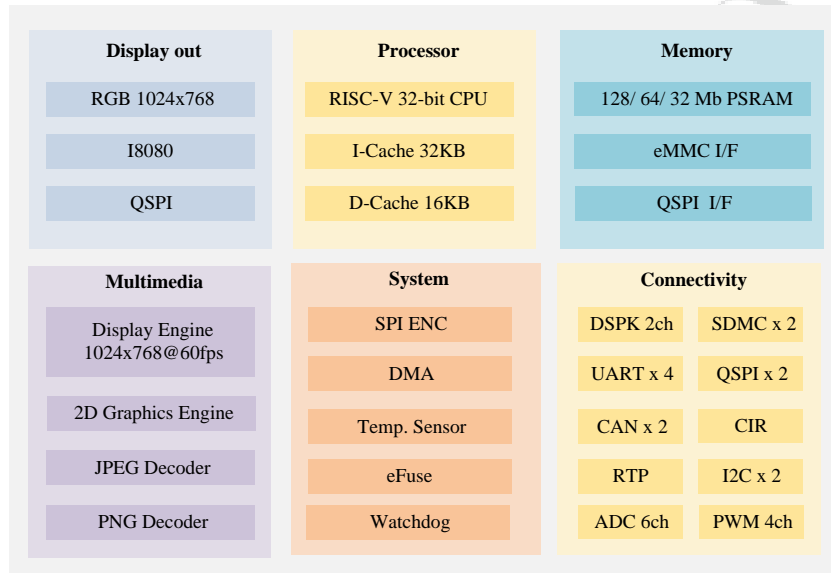 Display out
RGB 1024x768
I8080
QSPI
Processor
RISC-V 32-bit CPU
I-Cache 32KB
D-Cache 16KB
Memory
128/ 64/ 32 Mb PSRAM
eMMC I/F
QSPI I/F
Multimedia
Display Engine
1024x768@60fps
2D Graphics Engine
JPEG Decoder
PNG Decoder
System
SPI ENC
DMA
Temp. Sensor
eFuse
Watchdog
Connectivity
DSPK 2ch
SDMC x 2
UART x 4
QSPI x 2
CAN x 2
CIR
RTP
I2C x 2
ADC 6ch
PWM 4ch